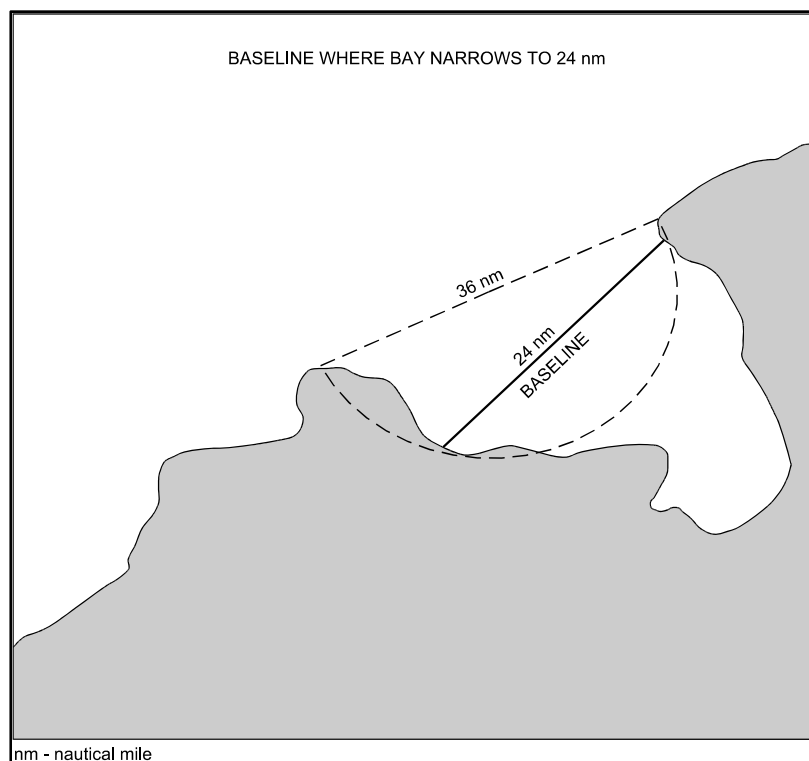 BASELINE WHERE BAY NARROWS TO 24 nm
36 nm
24 nm
BASELINE
nm - nautical mile